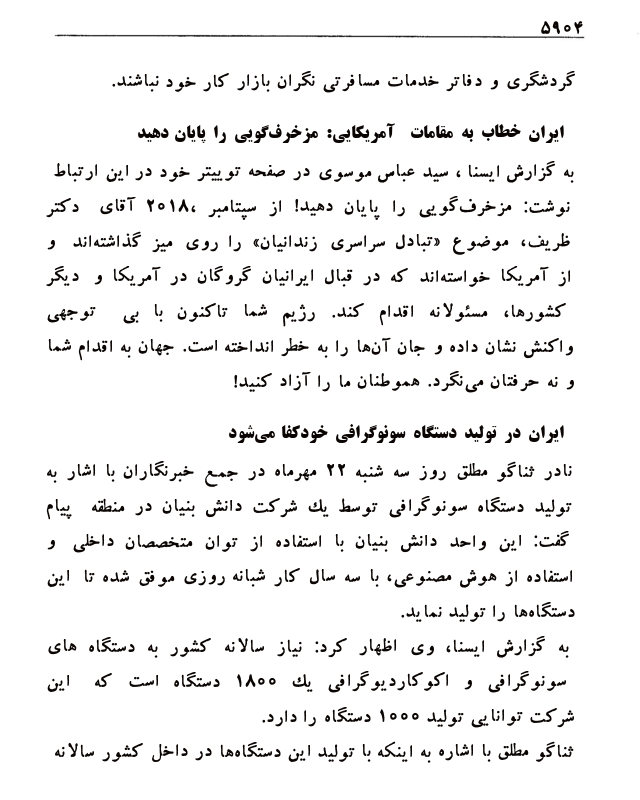 ۵۹۰۴
گردشگری و دفاتر خدمات مسافرتی نگران بازار کار خود نباشند.
ایران خطاب به مقامات آمریکایی: مزخرف‌گویی را پایان دهید
به گزارش ایسنا، سید عباس موسوی در صفحه توییتر خود در این ارتباط
نوشت: مزخرف‌گویی را پایان دهید! از سپتامبر ۲۰۱۸، آقای دکتر
ظریف، موضوع «تبادل سراسری زندانیان» را روی میز گذاشته‌اند و
از آمریکا خواسته‌اند که در قبال ایرانیان گروگان در آمریکا و دیگر
کشورها، مسئولانه اقدام کند. رژیم شما تاکنون با بی توجهی
واکنش نشان داده و جان آن‌ها را به خطر انداخته است. جهان به اقدام شما
و نه حرفتان می‌نگرد. هموطنان ما را آزاد کنید!
ایران در تولید دستگاه سونوگرافی خودکفا می‌شود
نادر ثناگو مطلق روز سه شنبه ۲۲ مهرماه در جمع خبرنگاران با اشار به
تولید دستگاه سونوگرافی توسط یك شرکت دانش بنیان در منطقه پیام
گفت: این واحد دانش بنیان با استفاده از توان متخصصان داخلی و
استفاده از هوش مصنوعی، با سه سال کار شبانه روزی موفق شده تا این
دستگاه‌ها را تولید نماید.
به گزارش ایسنا، وی اظهار کرد: نیاز سالانه کشور به دستگاه های
سونوگرافی و اکوکاردیوگرافی یك ۱۸۰۰ دستگاه است که این
شرکت توانایی تولید ۱۰۰۰ دستگاه را دارد.
ثناگو مطلق با اشاره به اینکه با تولید این دستگاه‌ها در داخل کشور سالانه